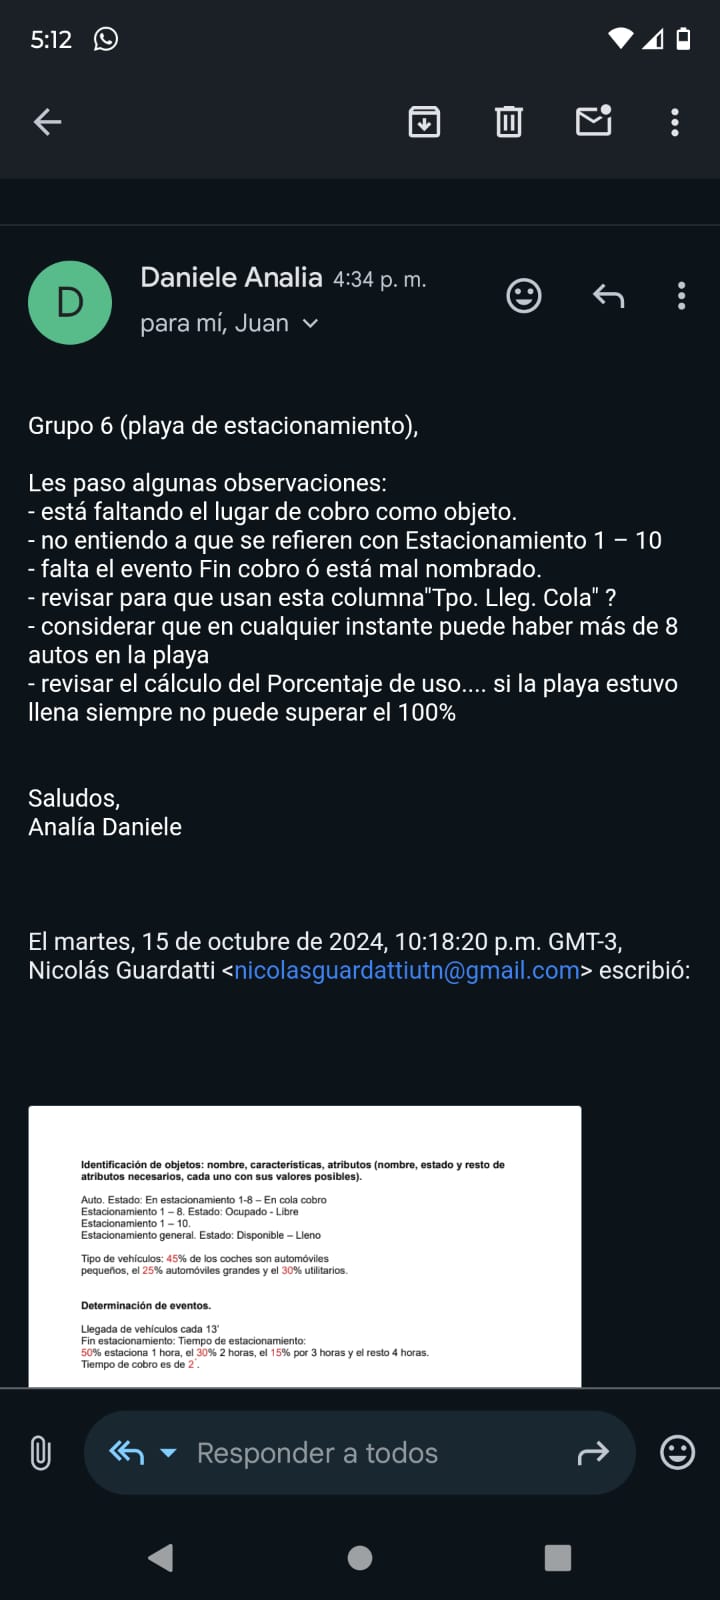 5:12
D
Daniele Analia 4:34 p. m.
para mí, Juan
Grupo 6 (playa de estacionamiento),
Les paso algunas observaciones:
- está faltando el lugar de cobro como objeto.
- no entiendo a que se refieren con Estacionamiento 1 – 10
- falta el evento Fin cobro ó está mal nombrado.
- revisar para que usan esta columna"Tpo. Lleg. Cola" ?
- considerar que en cualquier instante puede haber más de 8
autos en la playa
- revisar el cálculo del Porcentaje de uso.... si la playa estuvo
llena siempre no puede superar el 100%
Saludos,
Analía Daniele
El martes, 15 de octubre de 2024, 10:18:20 p.m. GMT-3,
Nicolás Guardatti <nicolasguardattiutn@gmail.com> escribió:
Identificación de objetos: nombre, características, atributos (nombre, estado y resto de
atributos necesarios, cada uno con sus valores posibles).
Auto. Estado: En estacionamiento 1-8 – En cola cobro
Estacionamiento 1 – 8. Estado: Ocupado - Libre
Estacionamiento 1 – 10.
Estacionamiento general. Estado: Disponible – Lleno
Tipo de vehículos: 45% de los coches son automóviles
pequeños, el 25% automóviles grandes y el 30% utilitarios.
Determinación de eventos.
Llegada de vehículos cada 13'
Fin estacionamiento: Tiempo de estacionamiento:
50% estaciona 1 hora, el 30% 2 horas, el 15% por 3 horas y el resto 4 horas.
Tiempo de cobro es de 2'.
Responder a todos